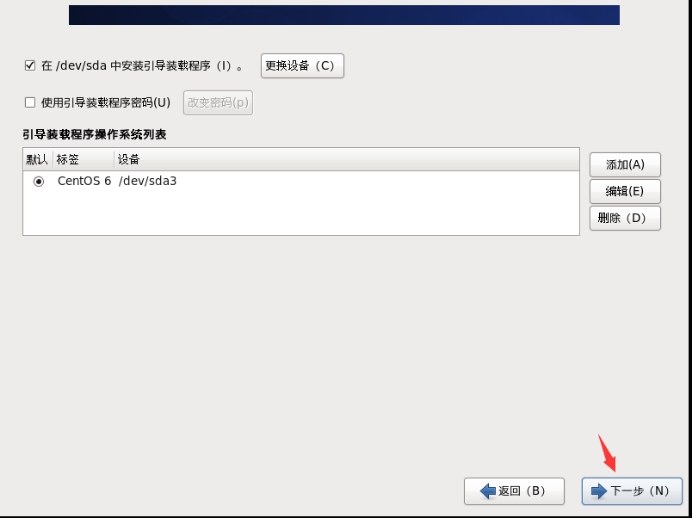 在 /dev/sda 中安装引导装载程序（I）。 更换设备（C）
使用引导装载程序密码(U) 改变密码(p)
引导装载程序操作系统列表
默认 标签 设备
CentOS 6 /dev/sda3
添加(A)
编辑(E)
删除（D）
返回（B） 下一步（N）